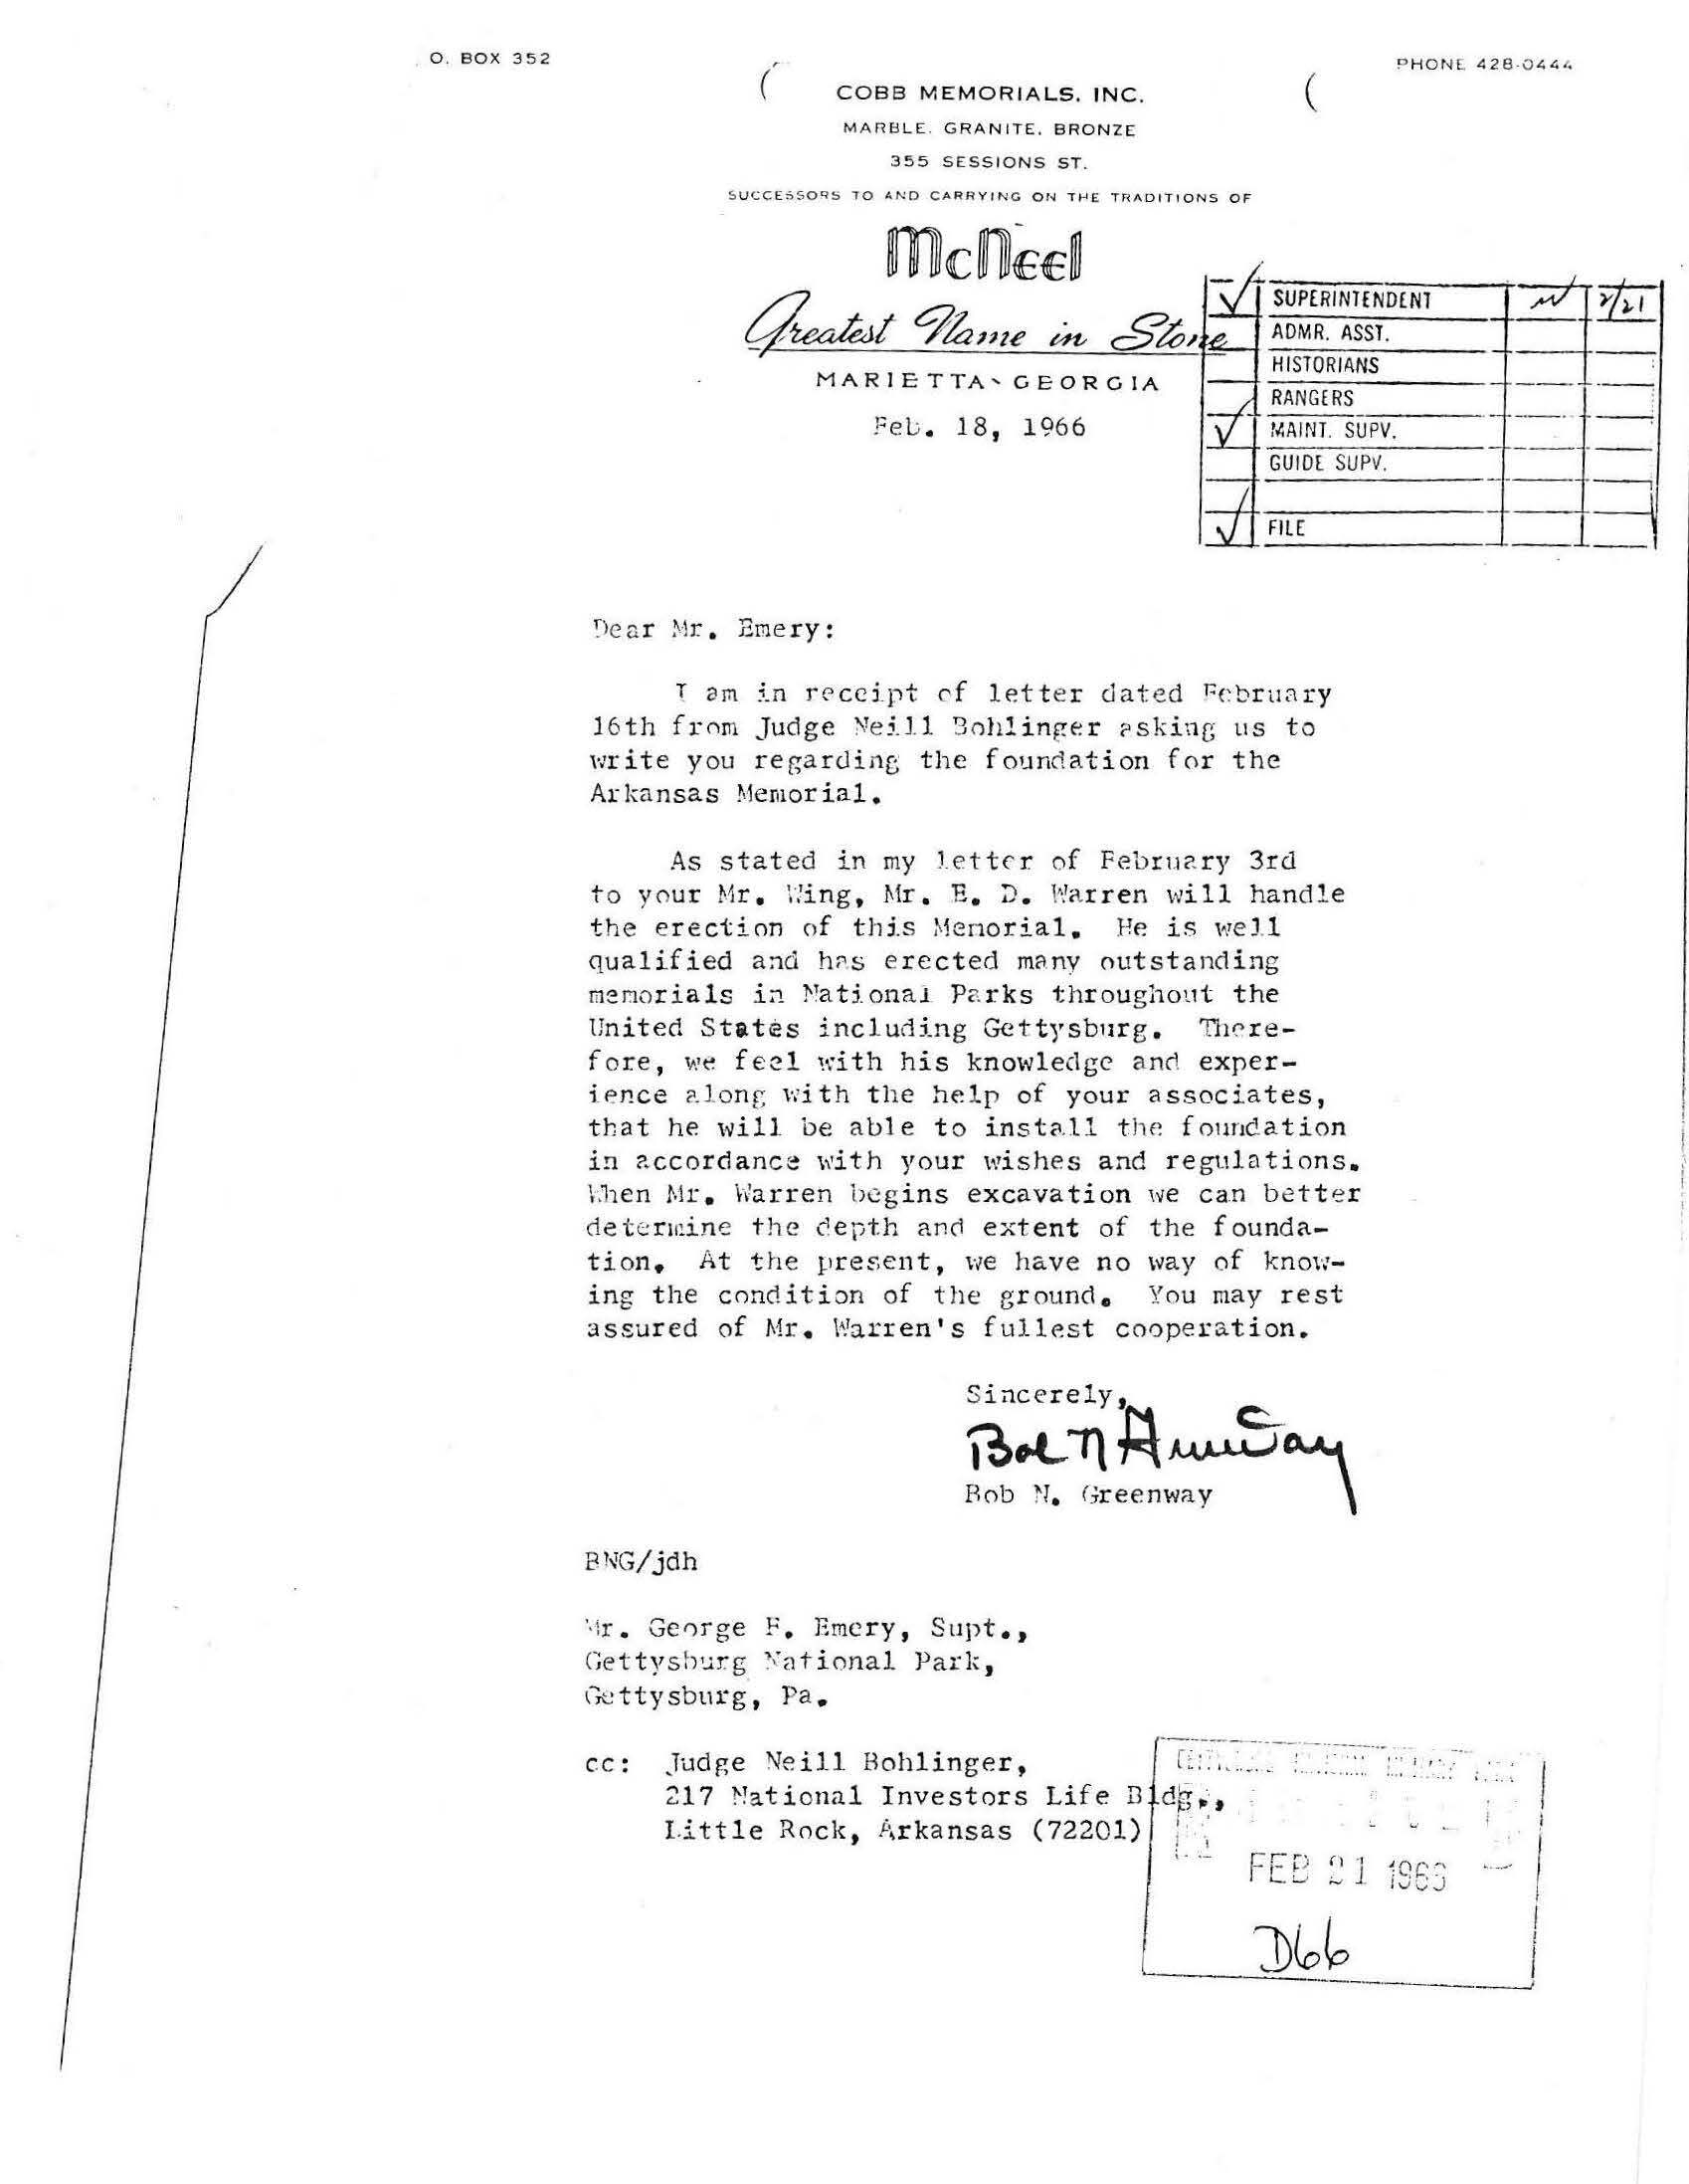 O. BOX 352
PHONE 428-0444
COBB MEMORIALS, INC.
MARBLE, GRANITE, BRONZE
355 SESSIONS ST.
SUCCESSORS TO AND CARRYING ON THE TRADITIONS OF
McNeel
Greatest Name in Stone
MARIETTA, GEORGIA
Feb. 18, 1966
SUPERINTENDENT 2/21
ADMR. ASST.
HISTORIANS
RANGERS
MAINT. SUPV.
GUIDE SUPV.
FILE
Dear Mr. Emery:
I am in receipt of letter dated February
16th from Judge Neill Bohlinger asking us to
write you regarding the foundation for the
Arkansas Memorial.
As stated in my letter of February 3rd
to your Mr. Wing, Mr. E. D. Warren will handle
the erection of this Memorial. He is well
qualified and has erected many outstanding
memorials in National Parks throughout the
United States including Gettysburg. There-
fore, we feel with his knowledge and exper-
ience along with the help of your associates,
that he will be able to install the foundation
in accordance with your wishes and regulations.
When Mr. Warren begins excavation we can better
determine the depth and extent of the founda-
tion. At the present, we have no way of know-
ing the condition of the ground. You may rest
assured of Mr. Warren's fullest cooperation.
Sincerely,
Bob N Greenway
Bob N. Greenway
BNG/jdh
Mr. George F. Emery, Supt.,
Gettysburg National Park,
Gettysburg, Pa.
cc: Judge Neill Bohlinger,
217 National Investors Life Bldg.,
Little Rock, Arkansas (72201)
FEB 21 1966
D66